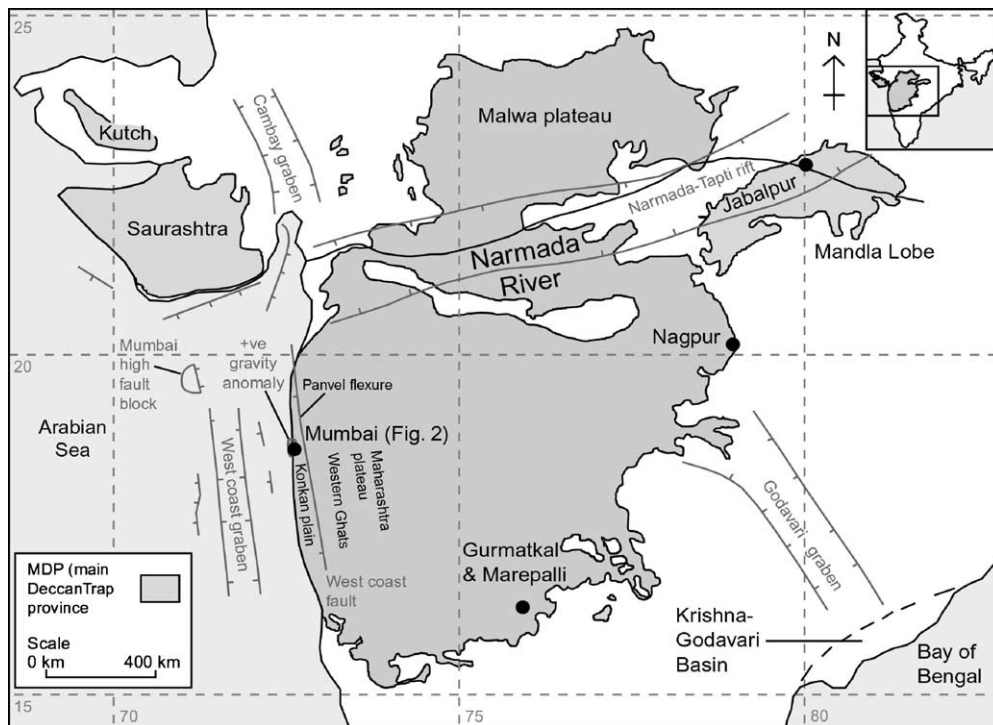 25
N
Kutch
Cambay graben
Malwa plateau
Saurashtra
Narmada-Tapti rift
Jabalpur
Narmada
River
Mandla Lobe
Mumbai
high
fault
block
+ve
gravity
anomaly
Nagpur
20
Panvel flexure
Arabian
Sea
Mumbai (Fig. 2)
West coast graben
Konkan plain
Western Ghats
Maharashtra
plateau
Godavari graben
Gurmatkal
& Marepalli
West coast
fault
MDP (main
DeccanTrap
province
Scale
0 km 400 km
Krishna-
Godavari
Basin
Bay of
Bengal
15
70
75
80